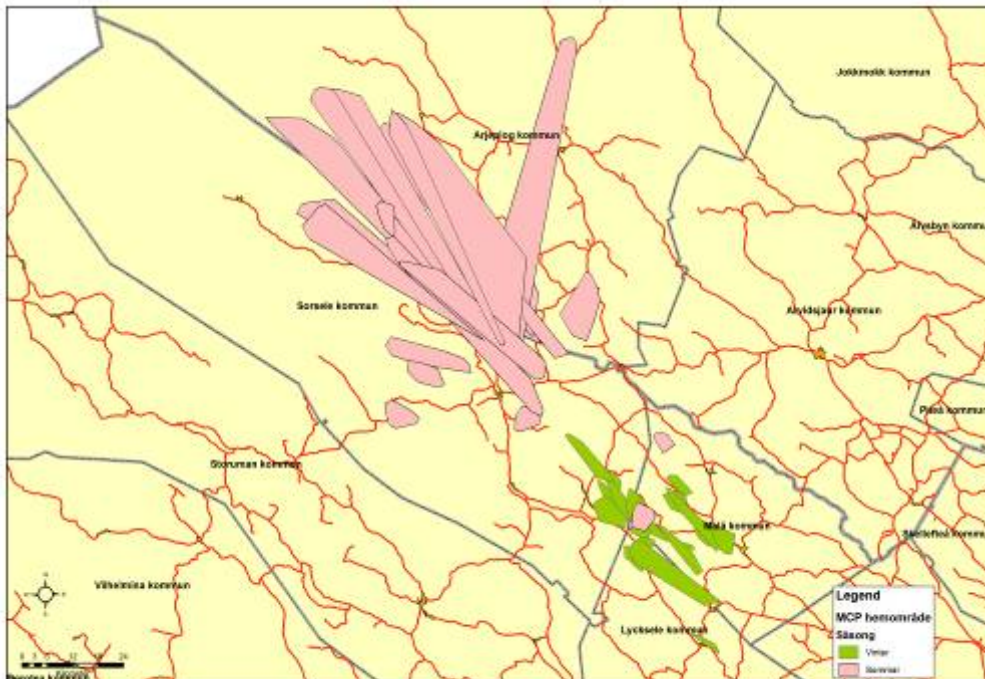 Jokkmokk kommun
Arjeplog kommun
Älvsbyn kommun
Sorsele kommun
Arvidsjaur kommun
Piteå kommun
Storuman kommun
Malå kommun
Skellefteå kommun
Vilhelmina kommun
Legend
MCP hemområde
Säsong
Vinter
Sommar
Lycksele kommun
kommun